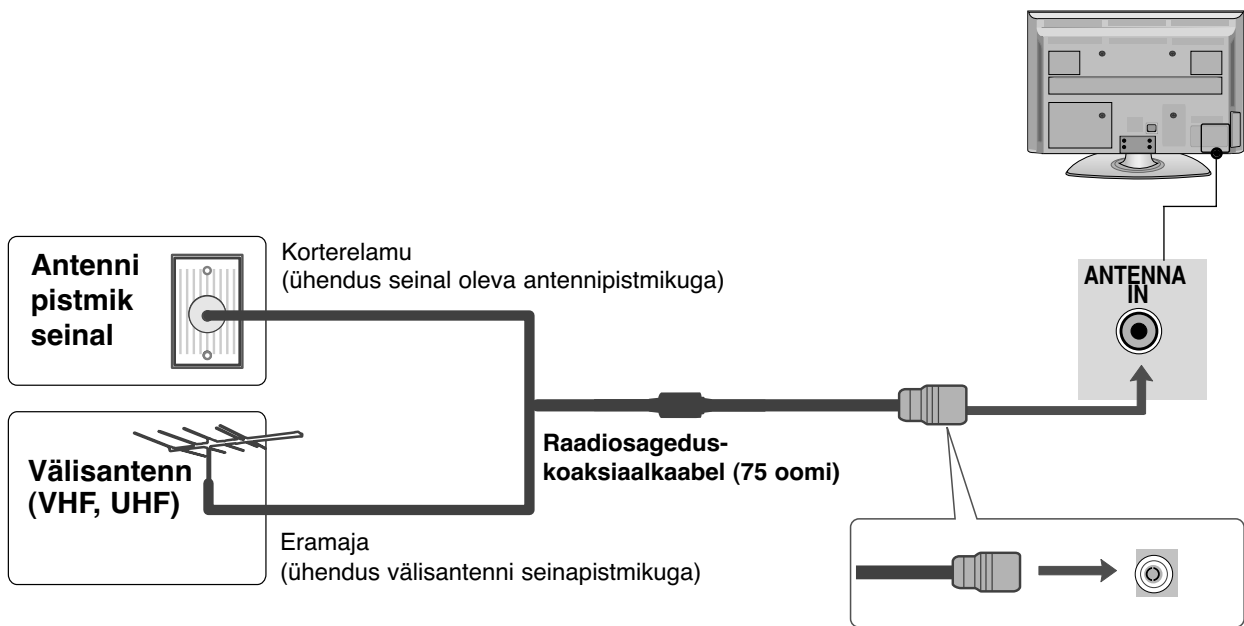 ANTENNA
IN
Antenni
pistmik
seinal
Korterelamu
(ühendus seinal oleva antennipistmikuga)
Raadiosagedus-
koaksiaalkaabel (75 oomi)
Välisantenn
(VHF, UHF)
Eramaja
(ühendus välisantenni seinapistmikuga)